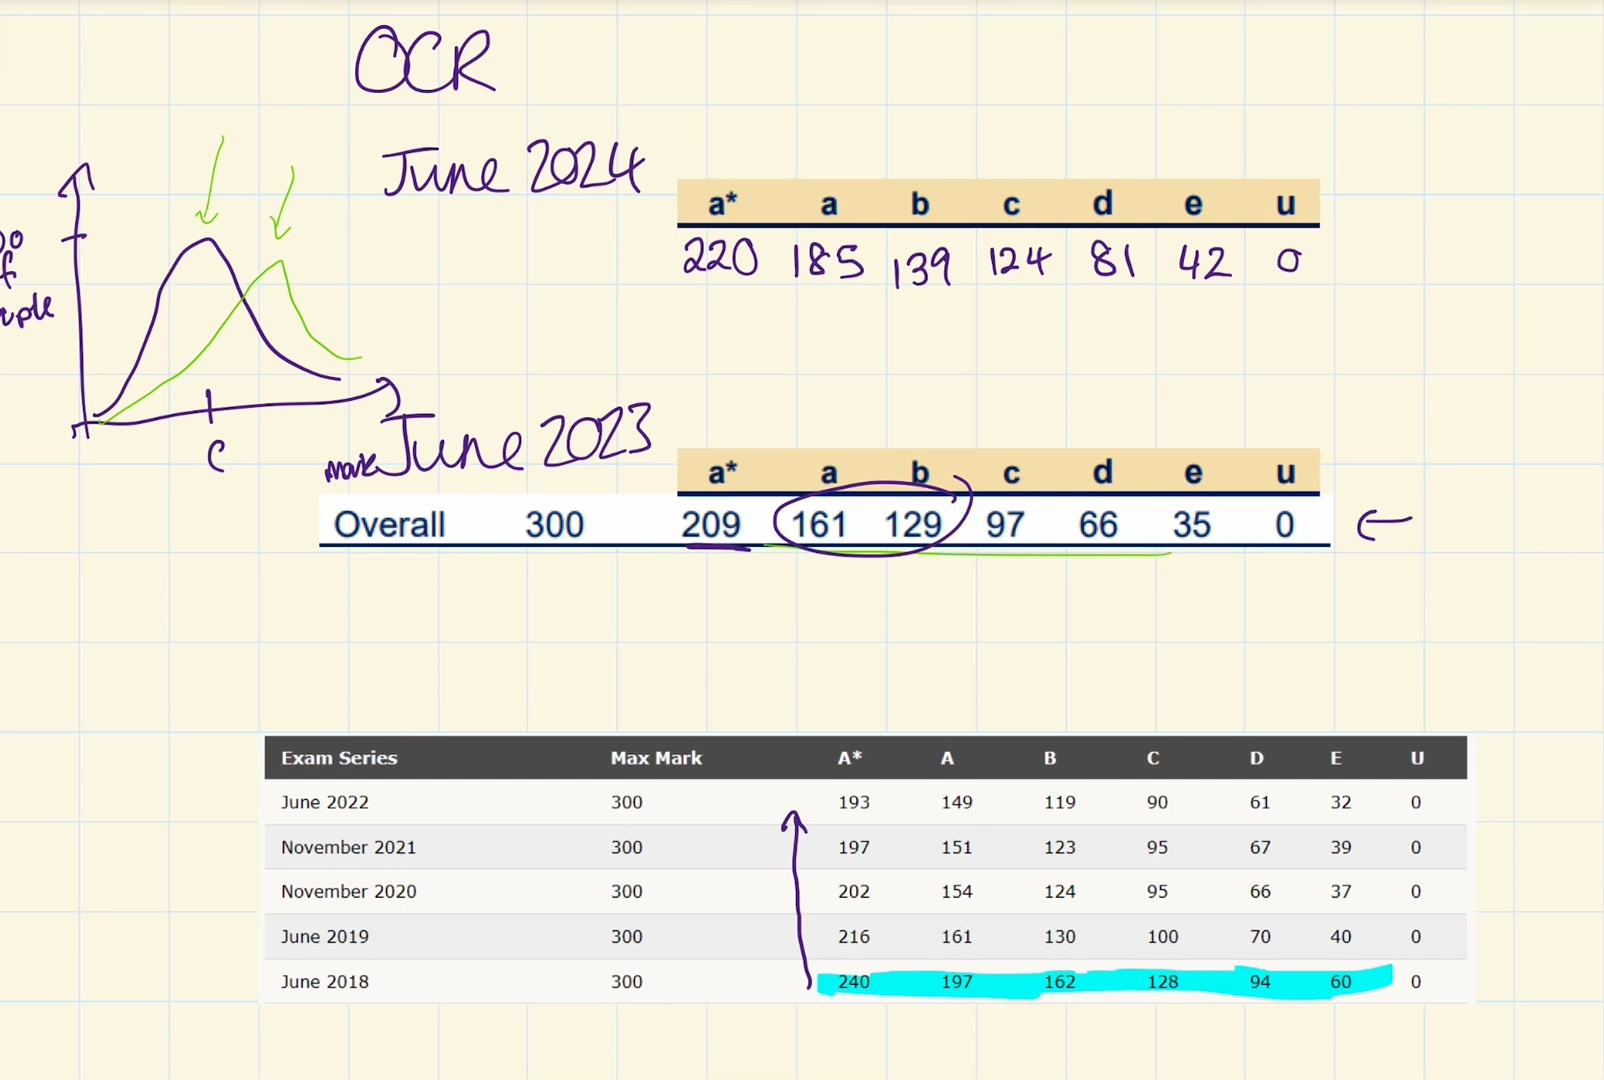 OCR
June 2024
a* a b c d e u
220 185 139 124 81 42 0
C
mark
June 2023
a* a b c d e u
Overall 300 209 161 129 97 66 35 0
Exam Series Max Mark A* A B C D E U
June 2022 300 193 149 119 90 61 32 0
November 2021 300 197 151 123 95 67 39 0
November 2020 300 202 154 124 95 66 37 0
June 2019 300 216 161 130 100 70 40 0
June 2018 300 240 197 162 128 94 60 0